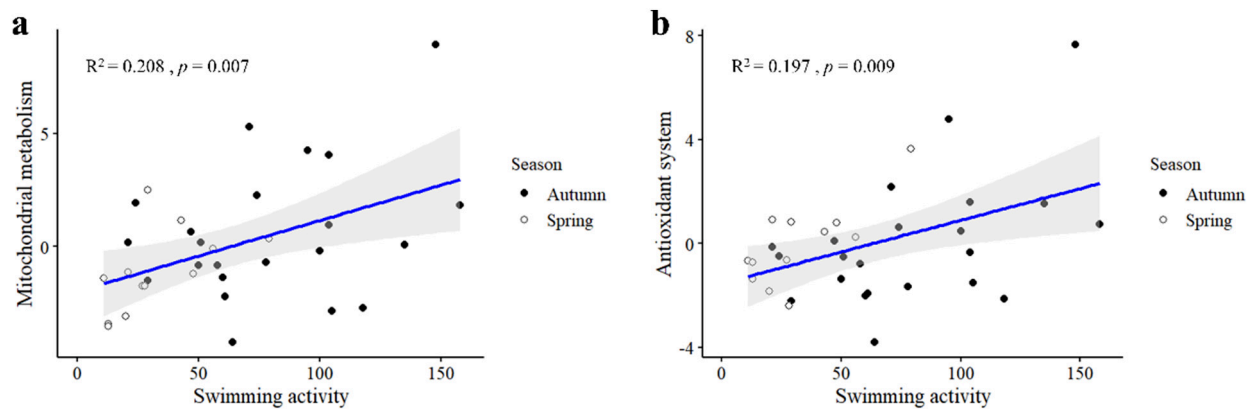 a
R² = 0.208 , p = 0.007
Mitochondrial metabolism
5
0
0
50
100
150
Swimming activity
Season
Autumn
Spring
b
R² = 0.197 , p = 0.009
Antioxidant system
8
4
0
-4
0
50
100
150
Swimming activity
Season
Autumn
Spring